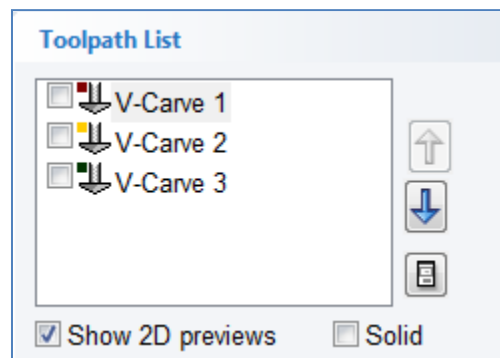 Toolpath List
V-Carve 1
V-Carve 2
V-Carve 3
Show 2D previews Solid